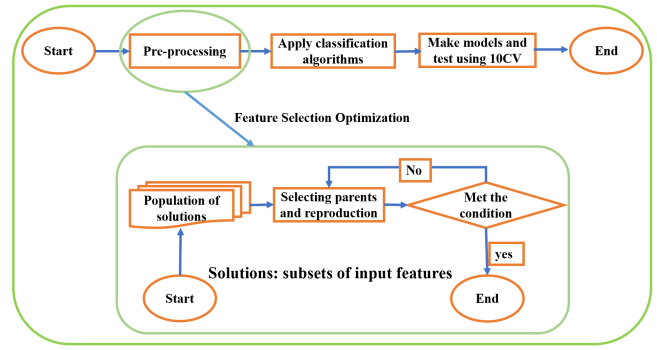 Start
Pre-processing
Apply classification
algorithms
Make models and
test using 10CV
End
Feature Selection Optimization
No
Population of
solutions
Selecting parents
and reproduction
Met the
condition
yes
Solutions: subsets of input features
Start
End